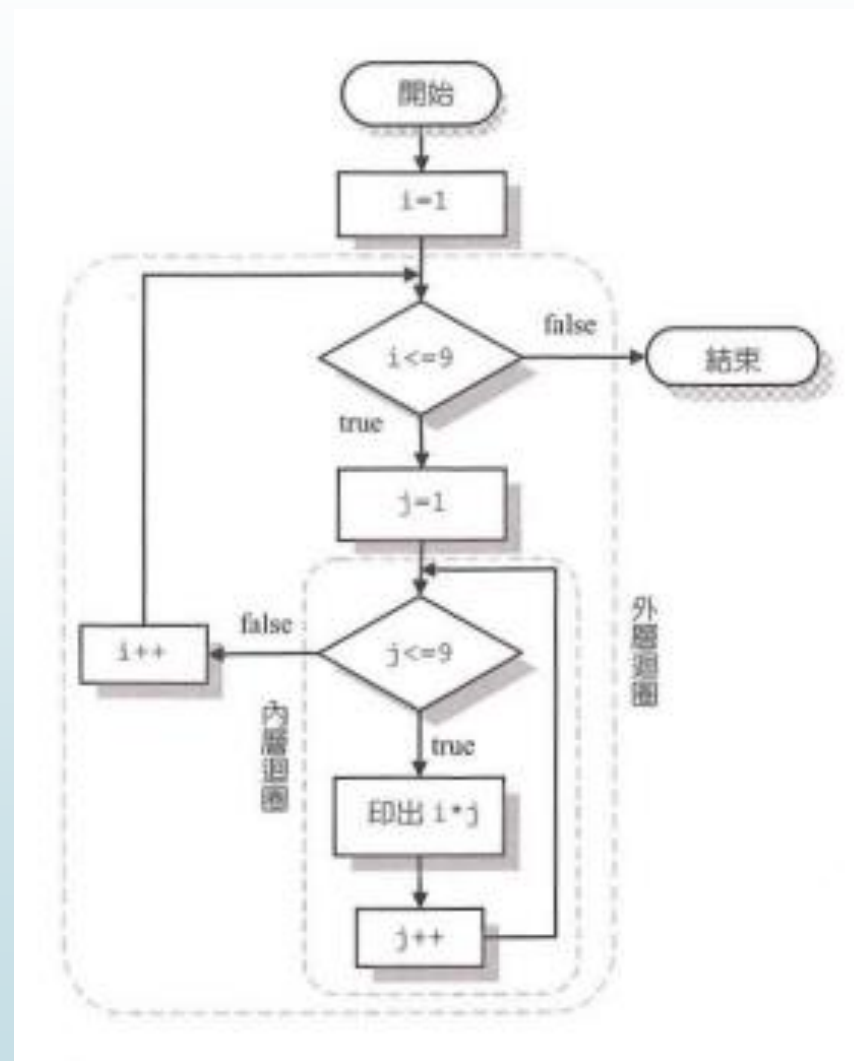 開始
i=1
i<=9
false
結束
true
j=1
false
j<=9
i++
true
印出 i*j
j++
內層迴圈
外層迴圈